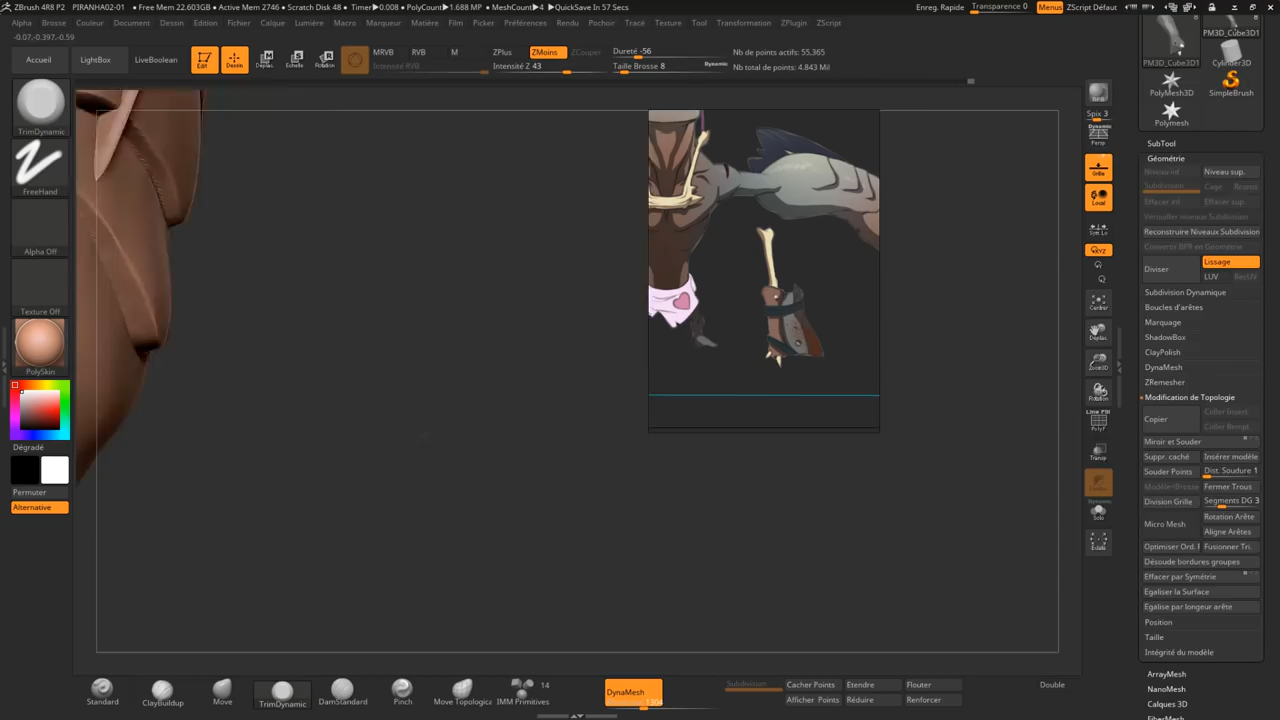 ZBrush 4R8 P2 PIRANHA02-01 • Free Mem 22.603GB • Active Mem 2746 • Scratch Disk 48 • Timer▶0.008 • PolyCount▶1.688 MP • MeshCount▶4 • QuickSave In 57 Secs Enreg. Rapide Transparence 0 Menus ZScript Défaut
Alpha Brosse Couleur Document Dessin Edition Fichier Calque Lumière Macro Marqueur Matière Film Picker Préférences Rendu Pochoir Tracé Texture Tool Transformation ZPlugin ZScript
-0.07,-0.397,-0.59
Accueil LightBox LiveBoolean Edit Dessin Déplac. Echelle Rotation MRVB RVB M ZPlus ZMoins ZCouper Dureté -56 Nb de points actifs: 55,365
Intensité RVB Intensité Z 43 Taille Brosse 8 Dynamic Nb total de points: 4.843 Mil
TrimDynamic
FreeHand
Alpha Off
Texture Off
PolySkin
Dégradé
Permuter
Alternative
Spix 3
Dynamic
Persp
Grille
Local
Centrer
Déplac.
Zoom3D
Rotation
Line Fill
PolyF
Transp
Dynamic
Solo
Eclaté
PM3D_Cube3D1 PM3D_Cube3D1
Cylinder3D
PolyMesh3D SimpleBrush
Polymesh
SubTool
Géométrie
Niveau inf Niveau sup.
Subdivision Cage
Effacer inf Effacer sup.
Verrouiller niveaux Subdivision
Reconstruire Niveaux Subdivision
Convertir BPR en Géométrie
Diviser Lissage
LUV
Subdivision Dynamique
Boucles d'arêtes
Marquage
ShadowBox
ClayPolish
DynaMesh
ZRemesher
Modification de Topologie
Copier Coller Insert.
Coller Rempl.
Miroir et Souder
Suppr. caché Insérer modèle
Souder Points Dist. Soudure 1
Fermer Trous
Division Grille Segments DG 3
Micro Mesh Rotation Arête
Aligne Arêtes
Optimiser Ord. F Fusionner Tri.
Désoude bordures groupes
Effacer par Symétrie
Egaliser la Surface
Egalise par longeur arête
Position
Taille
Intégrité du modèle
ArrayMesh
NanoMesh
Calques 3D
Standard ClayBuildup Move TrimDynamic DamStandard Pinch Move Topologica IMM Primitives 14 DynaMesh Subdivision Cacher Points Etendre Flouter Double
Afficher Points Réduire Renforcer